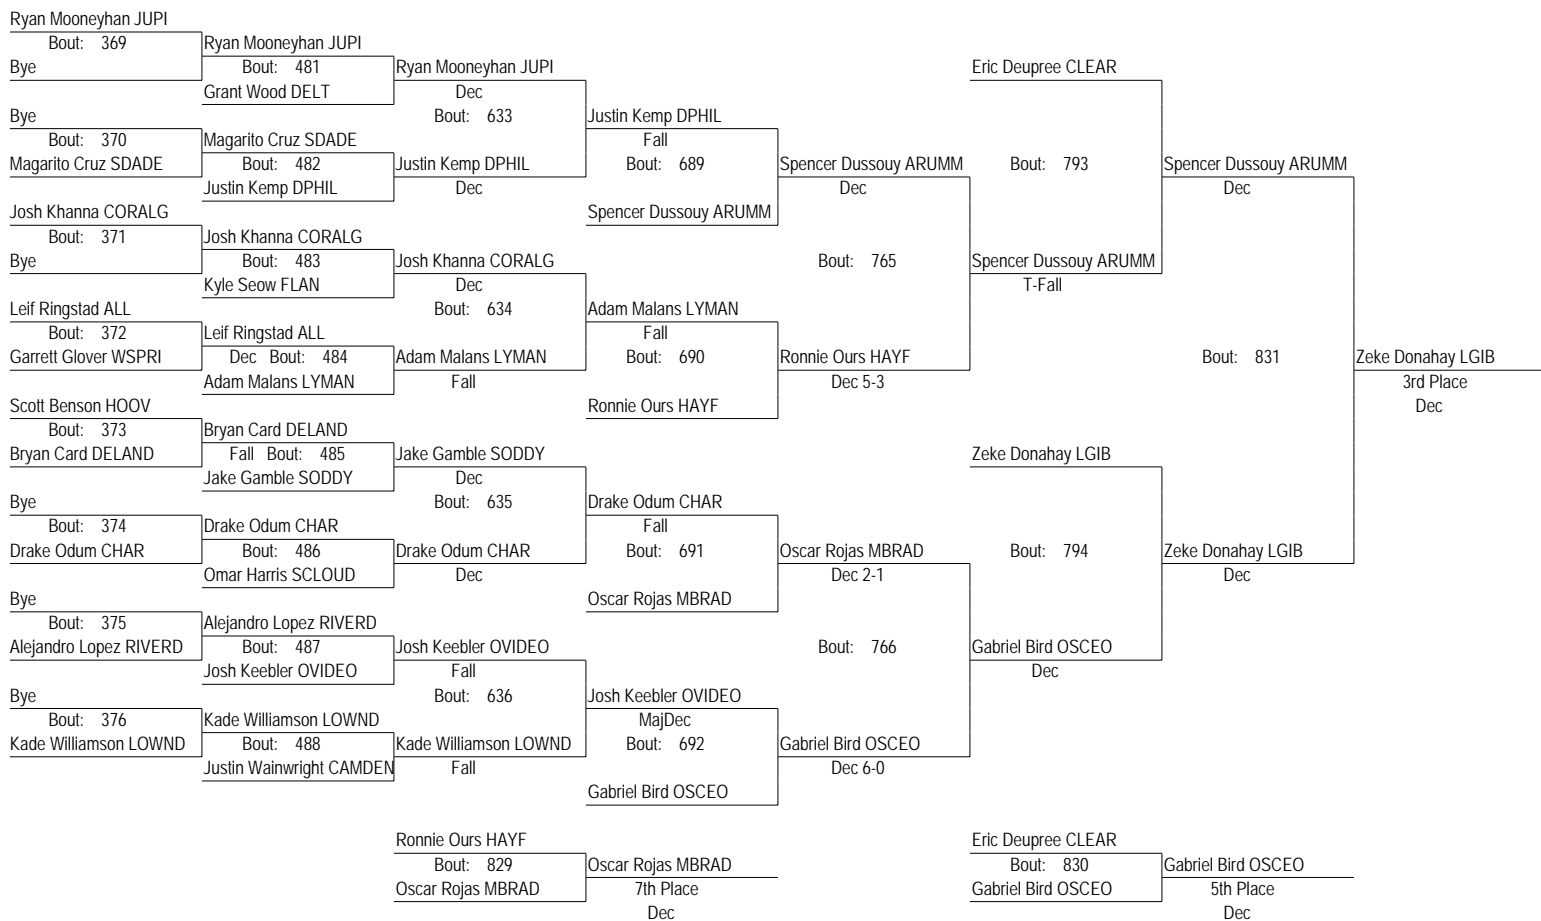 Ryan Mooneyhan JUPI
Bout: 369
Bye
Bye
Bout: 370
Magarito Cruz SDADE
Josh Khanna CORALG
Bout: 371
Bye
Leif Ringstad ALL
Bout: 372
Garrett Glover WSPRI
Scott Benson HOOV
Bout: 373
Bryan Card DELAND
Bye
Bout: 374
Drake Odum CHAR
Bye
Bout: 375
Alejandro Lopez RIVERD
Bye
Bout: 376
Kade Williamson LOWND
Ryan Mooneyhan JUPI
Bout: 481
Grant Wood DELT
Magarito Cruz SDADE
Bout: 482
Justin Kemp DPHIL
Josh Khanna CORALG
Bout: 483
Kyle Seow FLAN
Leif Ringstad ALL
Dec Bout: 484
Adam Malans LYMAN
Bryan Card DELAND
Fall Bout: 485
Jake Gamble SODDY
Drake Odum CHAR
Bout: 486
Omar Harris SCLOUD
Alejandro Lopez RIVERD
Bout: 487
Josh Keebler OVIDEO
Kade Williamson LOWND
Bout: 488
Justin Wainwright CAMDEN
Ryan Mooneyhan JUPI
Dec
Bout: 633
Justin Kemp DPHIL
Dec
Josh Khanna CORALG
Dec
Bout: 634
Adam Malans LYMAN
Fall
Jake Gamble SODDY
Dec
Bout: 635
Drake Odum CHAR
Dec
Josh Keebler OVIDEO
Fall
Bout: 636
Kade Williamson LOWND
Fall
Justin Kemp DPHIL
Fall
Bout: 689
Spencer Dussouy ARUMM
Adam Malans LYMAN
Fall
Bout: 690
Ronnie Ours HAYF
Drake Odum CHAR
Fall
Bout: 691
Oscar Rojas MBRAD
Josh Keebler OVIDEO
MajDec
Bout: 692
Gabriel Bird OSCEO
Spencer Dussouy ARUMM
Dec
Bout: 765
Ronnie Ours HAYF
Dec 5-3
Oscar Rojas MBRAD
Dec 2-1
Bout: 766
Gabriel Bird OSCEO
Dec 6-0
Eric Deupree CLEAR
Bout: 793
Spencer Dussouy ARUMM
T-Fall
Zeke Donahay LGIB
Bout: 794
Gabriel Bird OSCEO
Dec
Spencer Dussouy ARUMM
Dec
Bout: 831
Zeke Donahay LGIB
Dec
Zeke Donahay LGIB
3rd Place
Dec
Ronnie Ours HAYF
Bout: 829
Oscar Rojas MBRAD
Oscar Rojas MBRAD
7th Place
Dec
Eric Deupree CLEAR
Bout: 830
Gabriel Bird OSCEO
Gabriel Bird OSCEO
5th Place
Dec